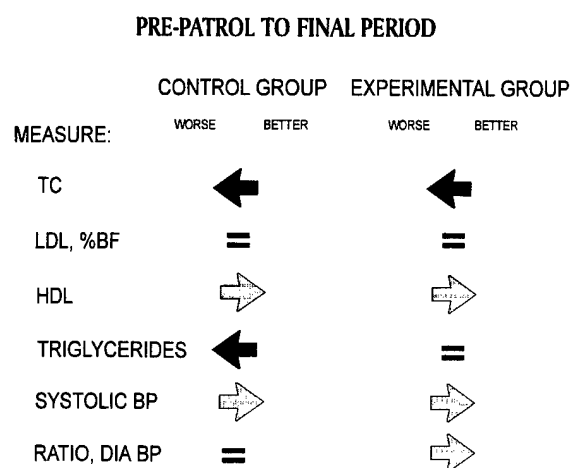 PRE-PATROL TO FINAL PERIOD
CONTROL GROUP EXPERIMENTAL GROUP
MEASURE: WORSE BETTER WORSE BETTER
TC
LDL, %BF = =
HDL
TRIGLYCERIDES =
SYSTOLIC BP
RATIO, DIA BP =